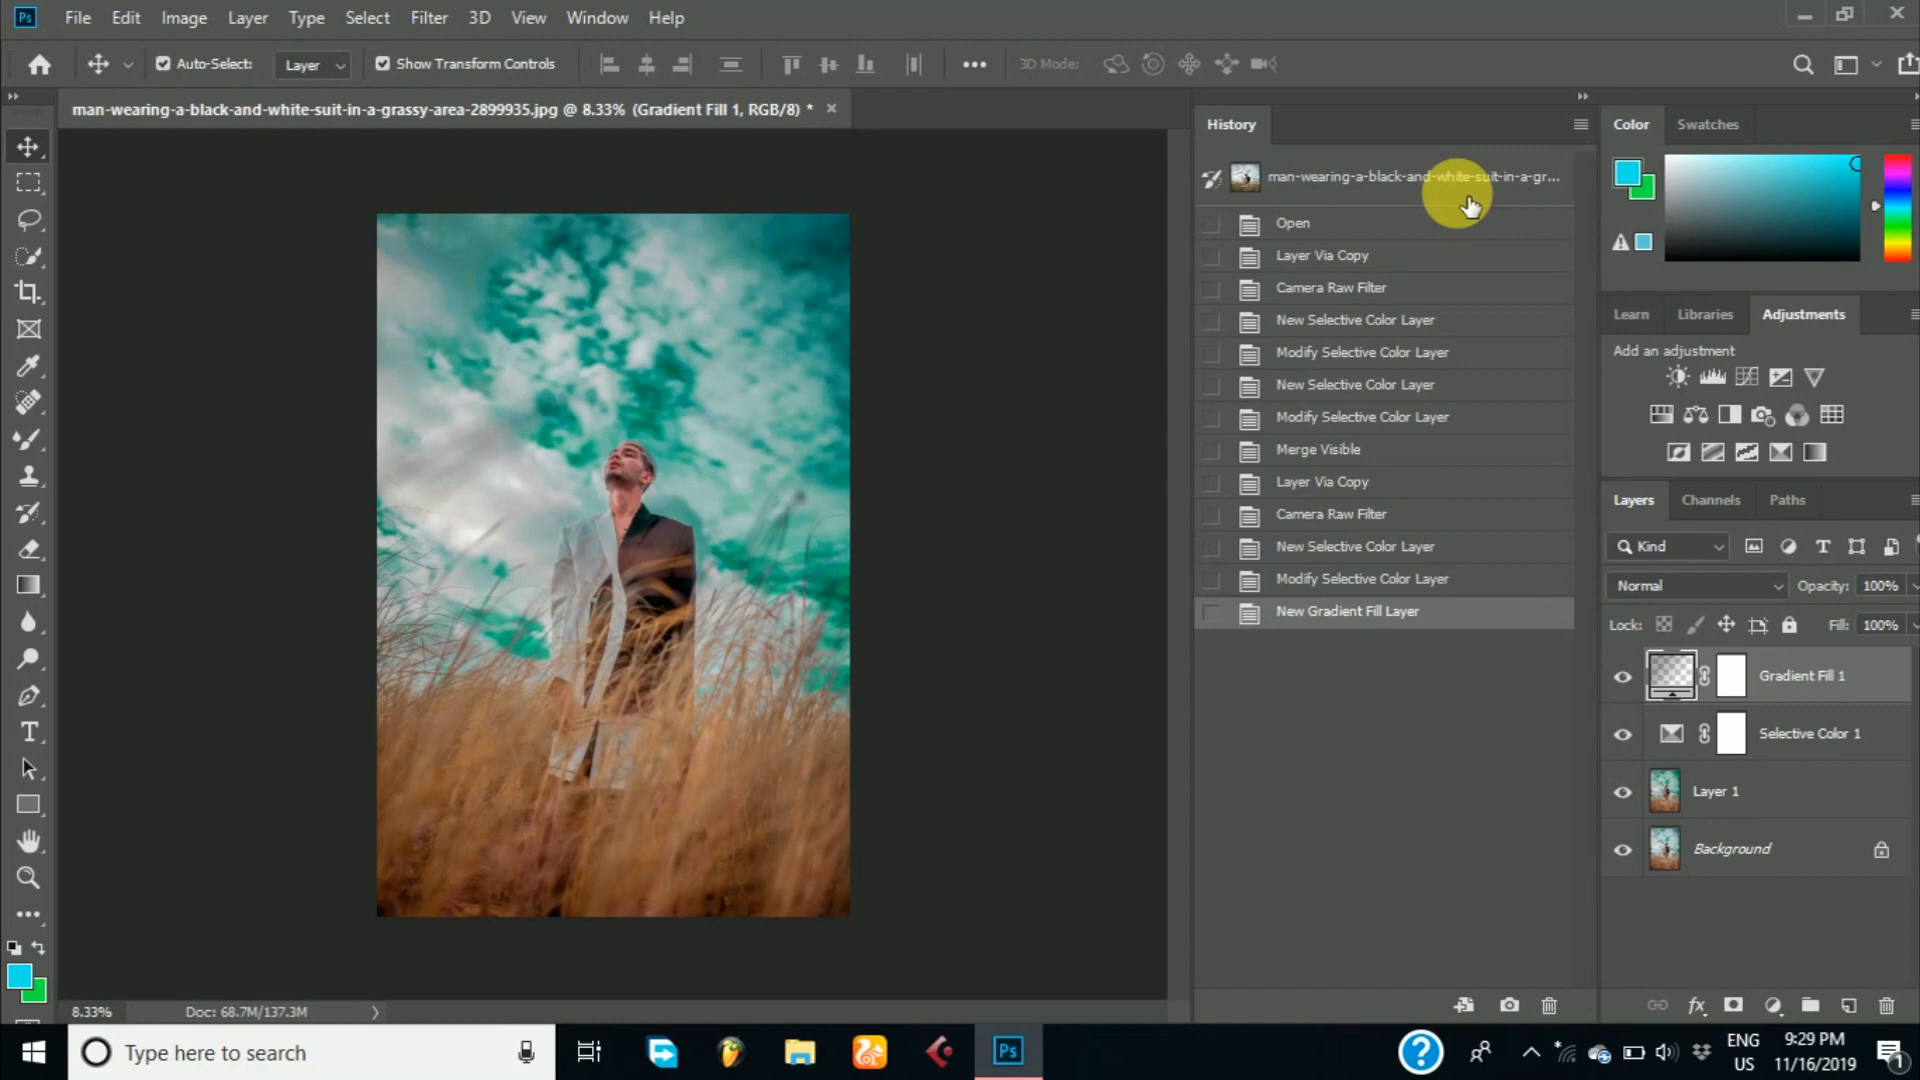 Ps File Edit Image Layer Type Select Filter 3D View Window Help
Auto-Select: Layer Show Transform Controls 3D Mode:
man-wearing-a-black-and-white-suit-in-a-grassy-area-2899935.jpg @ 8.33% (Gradient Fill 1, RGB/8) *
History
man-wearing-a-black-and-white-suit-in-a-gr...
Open
Layer Via Copy
Camera Raw Filter
New Selective Color Layer
Modify Selective Color Layer
New Selective Color Layer
Modify Selective Color Layer
Merge Visible
Layer Via Copy
Camera Raw Filter
New Selective Color Layer
Modify Selective Color Layer
New Gradient Fill Layer
Color Swatches
Learn Libraries Adjustments
Add an adjustment
Layers Channels Paths
Kind
Normal Opacity: 100%
Lock: Fill: 100%
Gradient Fill 1
Selective Color 1
Layer 1
Background
fx
8.33% Doc: 68.7M/137.3M
Type here to search
Ps
ENG
US
9:29 PM
11/16/2019
1